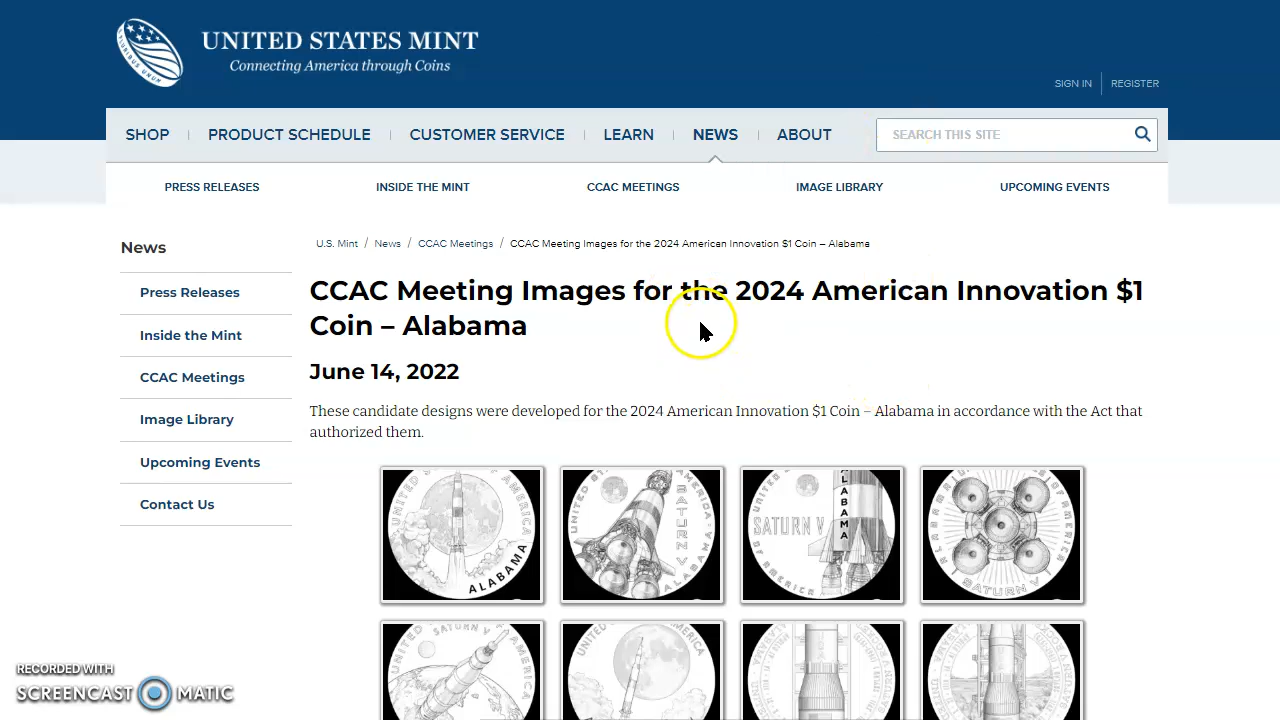 UNITED STATES MINT
Connecting America through Coins
SIGN IN
REGISTER
SHOP
PRODUCT SCHEDULE
CUSTOMER SERVICE
LEARN
NEWS
ABOUT
SEARCH THIS SITE
PRESS RELEASES
INSIDE THE MINT
CCAC MEETINGS
IMAGE LIBRARY
UPCOMING EVENTS
News
Press Releases
Inside the Mint
CCAC Meetings
Image Library
Upcoming Events
Contact Us
U.S. Mint / News / CCAC Meetings / CCAC Meeting Images for the 2024 American Innovation $1 Coin – Alabama
CCAC Meeting Images for the 2024 American Innovation $1
Coin – Alabama
June 14, 2022
These candidate designs were developed for the 2024 American Innovation $1 Coin – Alabama in accordance with the Act that
authorized them.
UNITED STATES OF AMERICA
ALABAMA
SATURN V
ALABAMA
SATURN V
SATURN V
SATURN V
RECORDED WITH
SCREENCAST MATIC